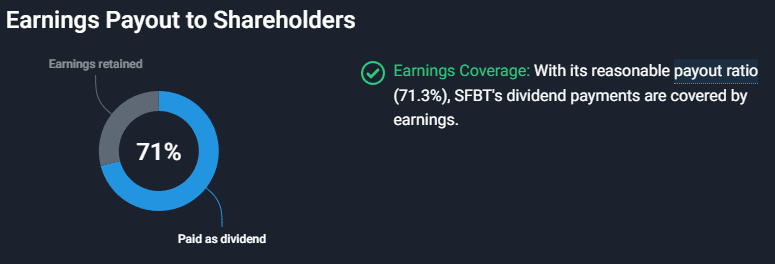 Earnings Payout to Shareholders
Earnings retained
71%
Paid as dividend
Earnings Coverage: With its reasonable payout ratio
(71.3%), SFBT's dividend payments are covered by
earnings.